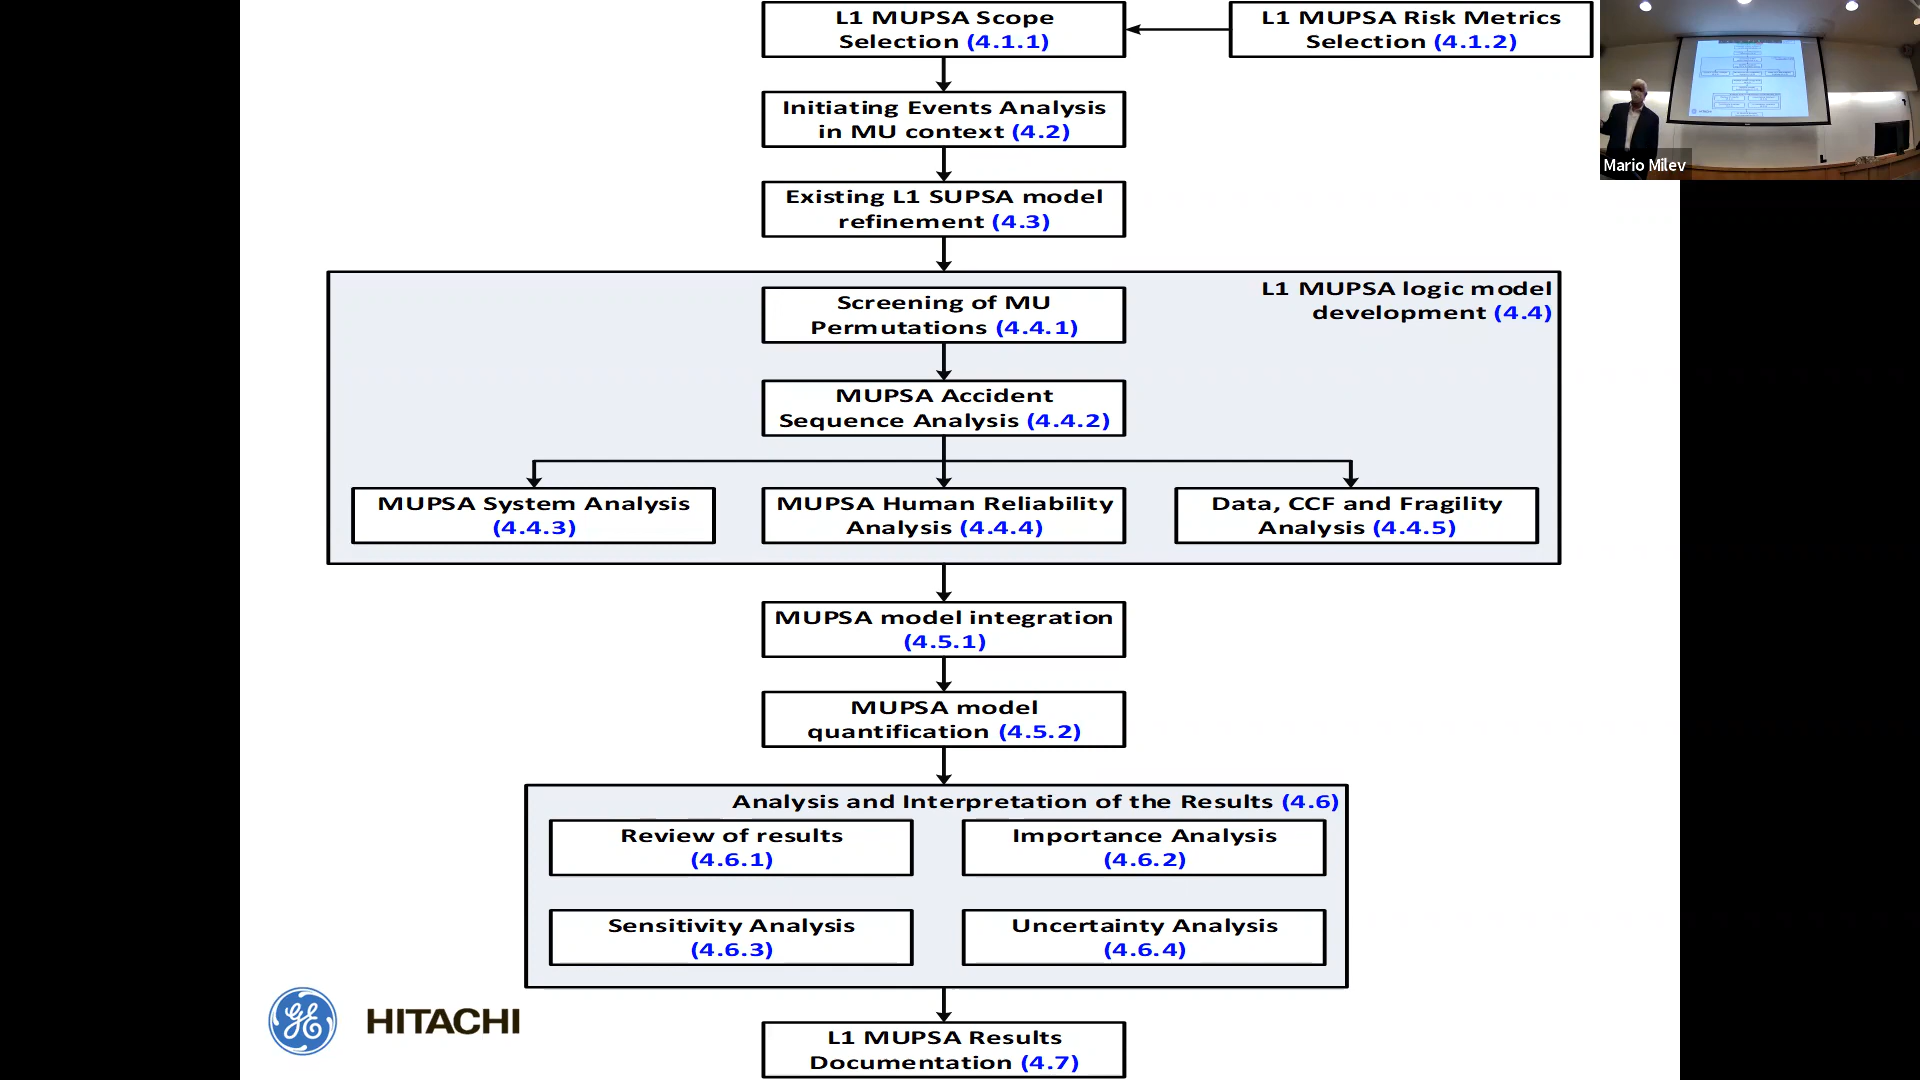 L1 MUPSA Scope
Selection (4.1.1)
L1 MUPSA Risk Metrics
Selection (4.1.2)
Mario Milev
Initiating Events Analysis
in MU context (4.2)
Existing L1 SUPSA model
refinement (4.3)
L1 MUPSA logic model
development (4.4)
Screening of MU
Permutations (4.4.1)
MUPSA Accident
Sequence Analysis (4.4.2)
MUPSA System Analysis
(4.4.3)
MUPSA Human Reliability
Analysis (4.4.4)
Data, CCF and Fragility
Analysis (4.4.5)
MUPSA model integration
(4.5.1)
MUPSA model
quantification (4.5.2)
Analysis and Interpretation of the Results (4.6)
Review of results
(4.6.1)
Importance Analysis
(4.6.2)
Sensitivity Analysis
(4.6.3)
Uncertainty Analysis
(4.6.4)
GE HITACHI
L1 MUPSA Results
Documentation (4.7)